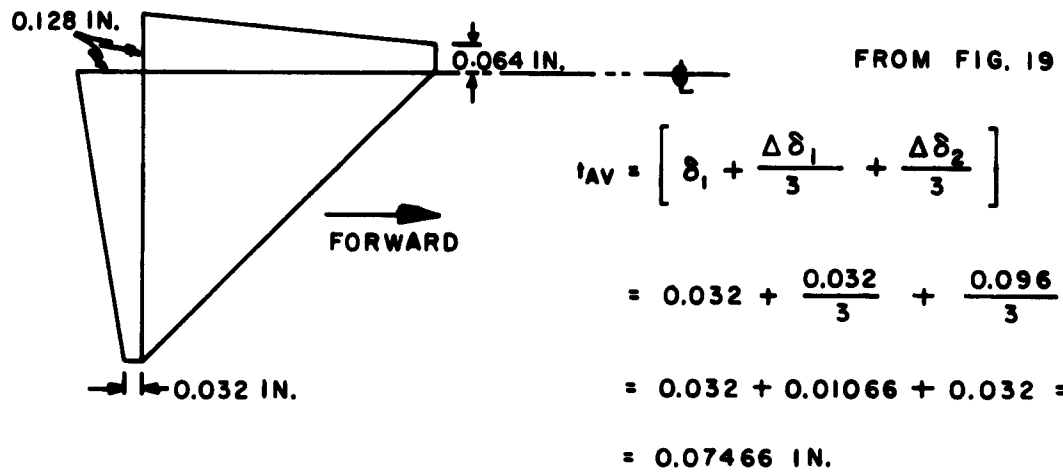 0.128 IN.
0.064 IN.
FROM FIG. 19
℄
tAV = [ δ₁ + Δδ₁/3 + Δδ₂/3 ]
FORWARD
= 0.032 + 0.032/3 + 0.096/3
0.032 IN.
= 0.032 + 0.01066 + 0.032 =
= 0.07466 IN.